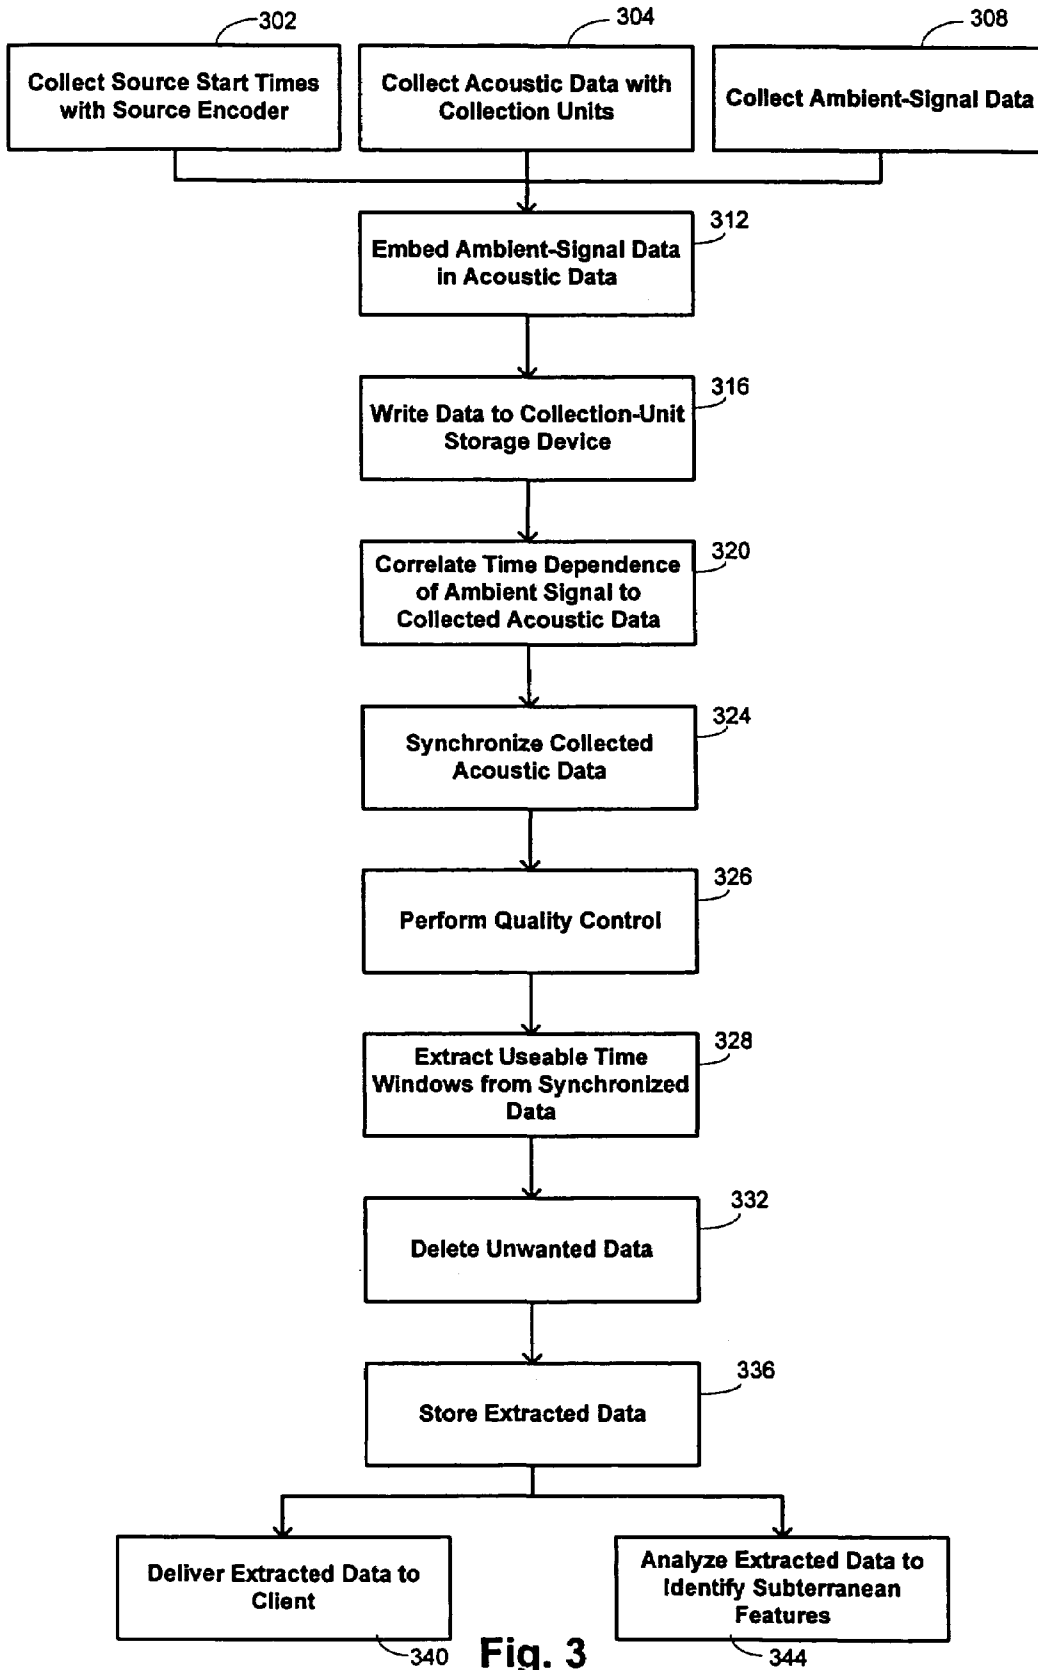 302
304
308
Collect Source Start Times
with Source Encoder
Collect Acoustic Data with
Collection Units
Collect Ambient-Signal Data
312
Embed Ambient-Signal Data
in Acoustic Data
316
Write Data to Collection-Unit
Storage Device
320
Correlate Time Dependence
of Ambient Signal to
Collected Acoustic Data
324
Synchronize Collected
Acoustic Data
326
Perform Quality Control
328
Extract Useable Time
Windows from Synchronized
Data
332
Delete Unwanted Data
336
Store Extracted Data
Deliver Extracted Data to
Client
Analyze Extracted Data to
Identify Subterranean
Features
340
Fig. 3
344